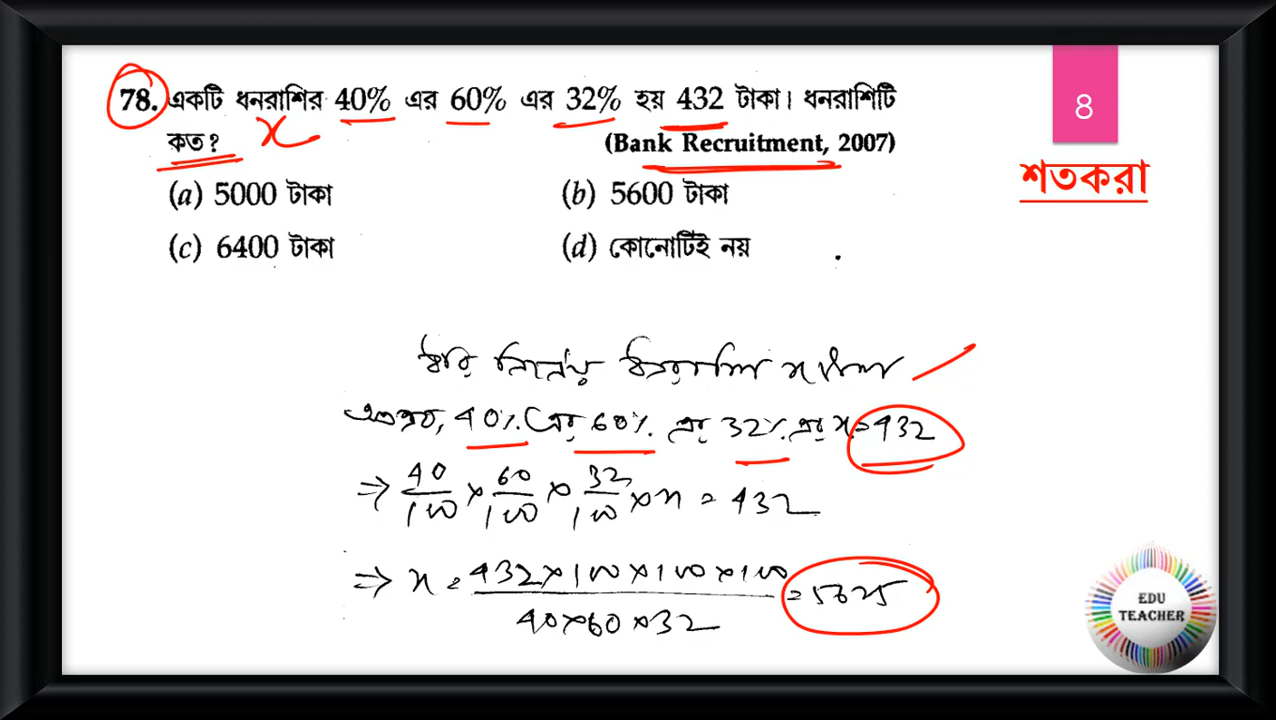 78. একটি ধনরাশির 40% এর 60% এর 32% হয় 432 টাকা। ধনরাশিটি
কত? x (Bank Recruitment, 2007)
(a) 5000 টাকা (b) 5600 টাকা
(c) 6400 টাকা (d) কোনোটিই নয়
8
শতকরা
ধরি নির্ণেয় ধনরাশি x টাকা
40% এর 60% এর 32% এর x = 432
⇒ 40/100 × 60/100 × 32/100 × x = 432
⇒ x = 432×100×100×100 / 40×60×32 = 5625
EDU
TEACHER